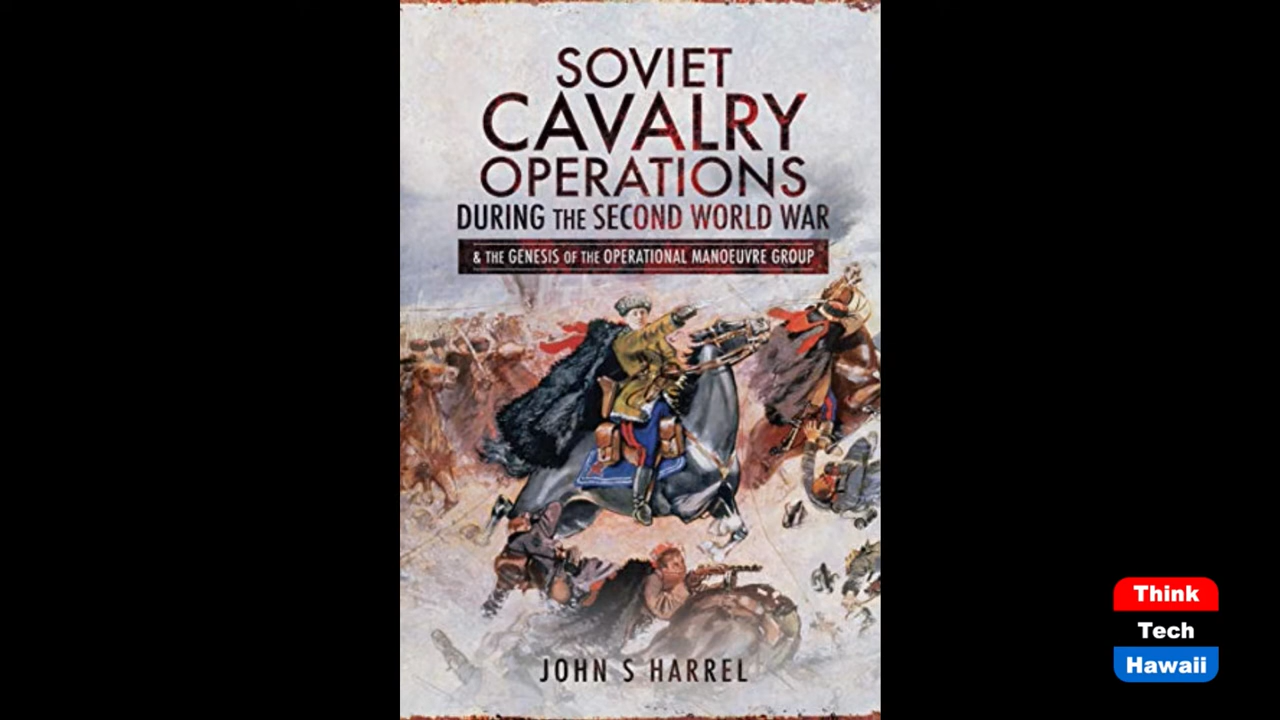 SOVIET
CAVALRY
OPERATIONS
DURING THE SECOND WORLD WAR
& THE GENESIS OF THE OPERATIONAL MANOEUVRE GROUP
JOHN S HARREL
Think
Tech
Hawaii